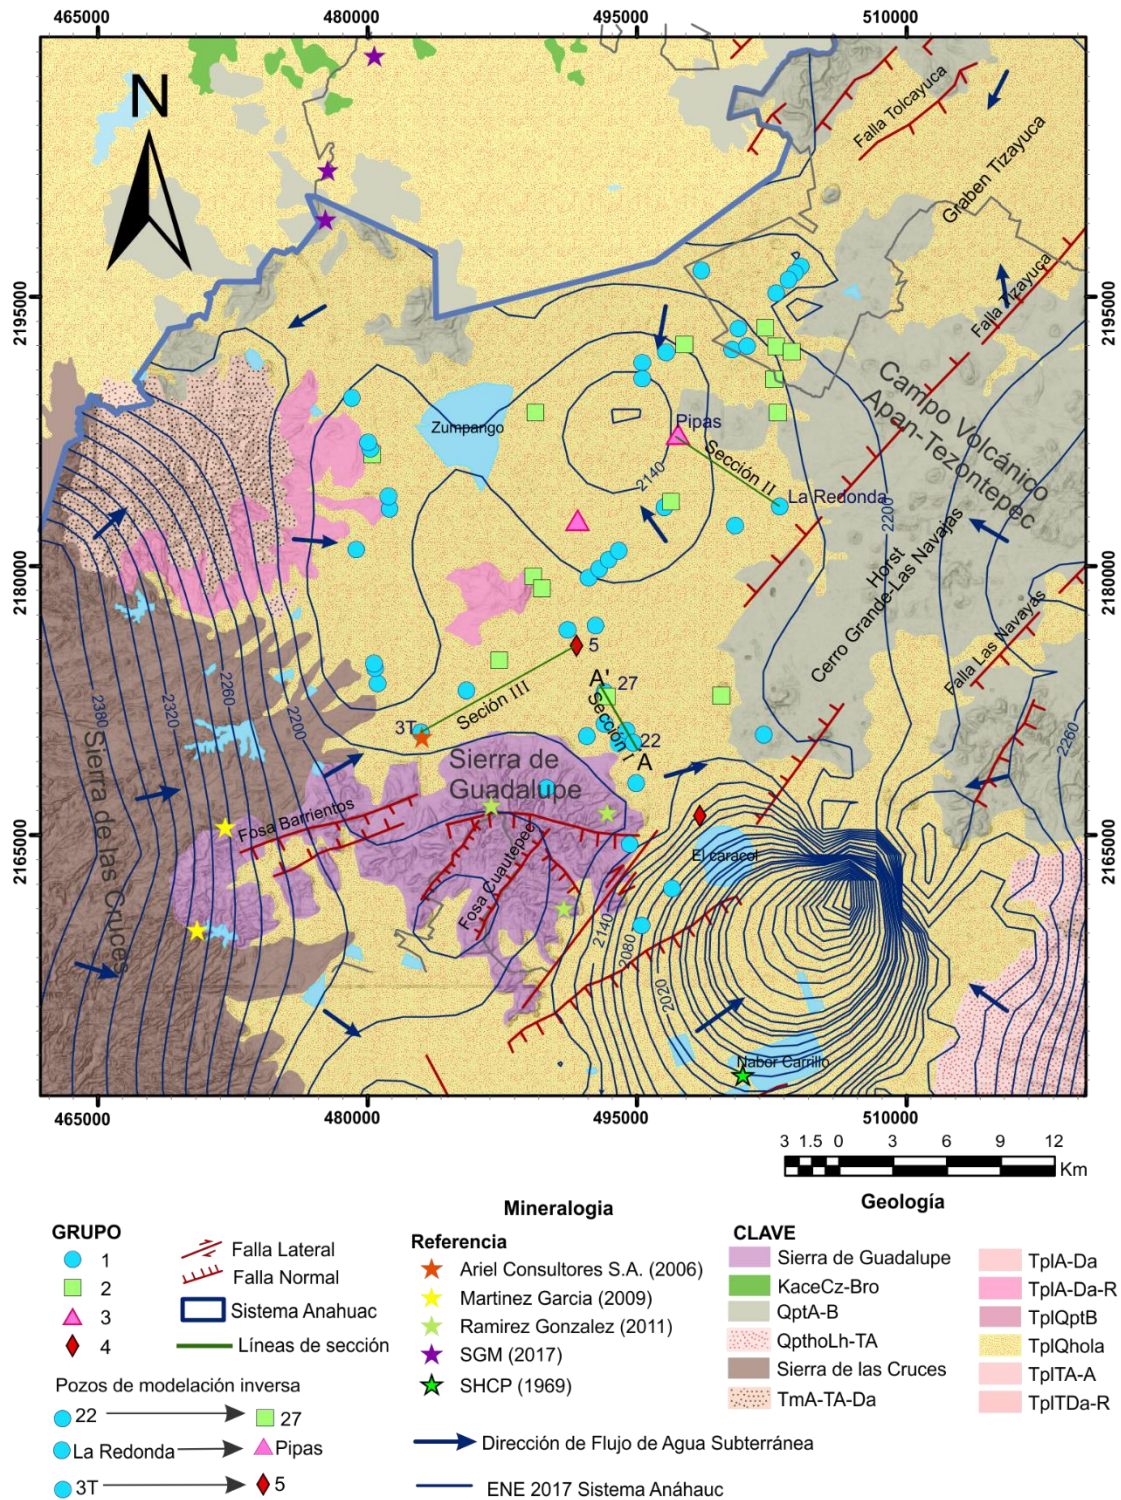 465000 480000 495000 510000
N
2195000
2180000
2165000
2195000
2180000
2165000
Falla Tolcayuca
Graben Tizayuca
Falla Tizayuca
Campo Volcánico
Apan-Tezontepec
Pipas
Zumpango
Sección II
2140
La Redonda
2200
Horst
Cerro Grande-Las Navajas
Falla Las Navayas
5
A'
27
Seción III
Sección I
3T
22
A
2380
2320
2260
2200
2260
Sierra de las Cruces
Sierra de
Guadalupe
Fosa Barrientos
Fosa Cuautepec
El caracol
2140
2080
2020
Nabor Carrillo
465000 480000 495000 510000
3 1.5 0 3 6 9 12
Km
Mineralogia
Geología
GRUPO
1
2
3
4
Falla Lateral
Falla Normal
Sistema Anahuac
Líneas de sección
Pozos de modelación inversa
22 27
La Redonda Pipas
3T 5
Referencia
Ariel Consultores S.A. (2006)
Martinez Garcia (2009)
Ramirez Gonzalez (2011)
SGM (2017)
SHCP (1969)
Dirección de Flujo de Agua Subterránea
ENE 2017 Sistema Anáhauc
CLAVE
Sierra de Guadalupe
KaceCz-Bro
QptA-B
QpthoLh-TA
Sierra de las Cruces
TmA-TA-Da
TplA-Da
TplA-Da-R
TplQptB
TplQhola
TplTA-A
TplTDa-R